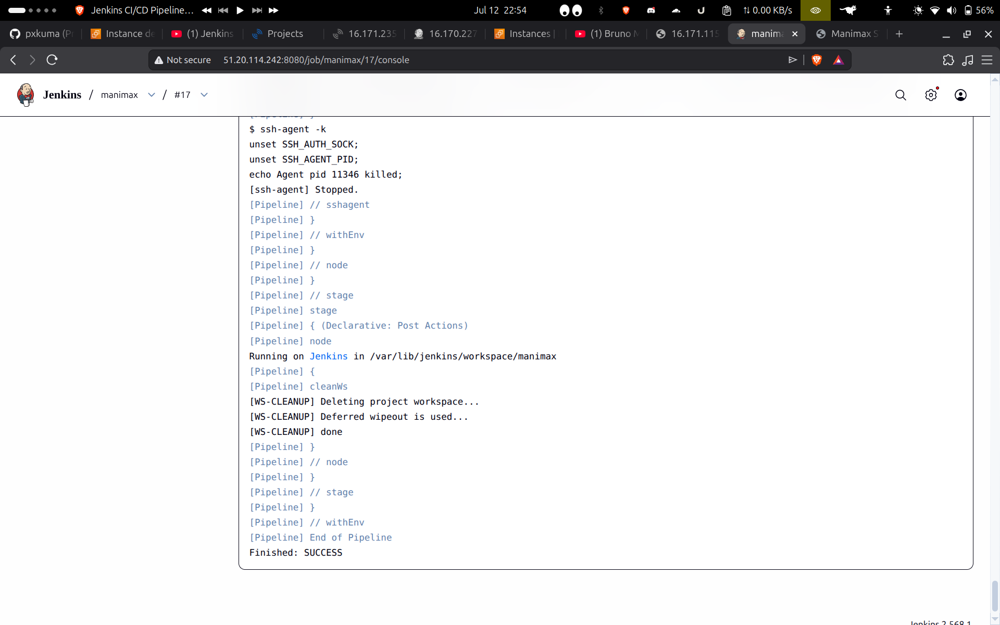 Jenkins CI/CD Pipeline...
Jul 12 22:54
0.00 KB/s
56%
pxkuma (Pr
Instance de
(1) Jenkins
Projects
16.171.235
16.170.227
Instances |
(1) Bruno M
16.171.115
manima
Manimax S
Not secure
51.20.114.242:8080/job/manimax/17/console
Jenkins / manimax / #17
$ ssh-agent -k
unset SSH_AUTH_SOCK;
unset SSH_AGENT_PID;
echo Agent pid 11346 killed;
[ssh-agent] Stopped.
[Pipeline] // sshagent
[Pipeline] }
[Pipeline] // withEnv
[Pipeline] }
[Pipeline] // node
[Pipeline] }
[Pipeline] // stage
[Pipeline] stage
[Pipeline] { (Declarative: Post Actions)
[Pipeline] node
Running on Jenkins in /var/lib/jenkins/workspace/manimax
[Pipeline] {
[Pipeline] cleanWs
[WS-CLEANUP] Deleting project workspace...
[WS-CLEANUP] Deferred wipeout is used...
[WS-CLEANUP] done
[Pipeline] }
[Pipeline] // node
[Pipeline] }
[Pipeline] // stage
[Pipeline] }
[Pipeline] // withEnv
[Pipeline] End of Pipeline
Finished: SUCCESS
Jenkins 2.568.1